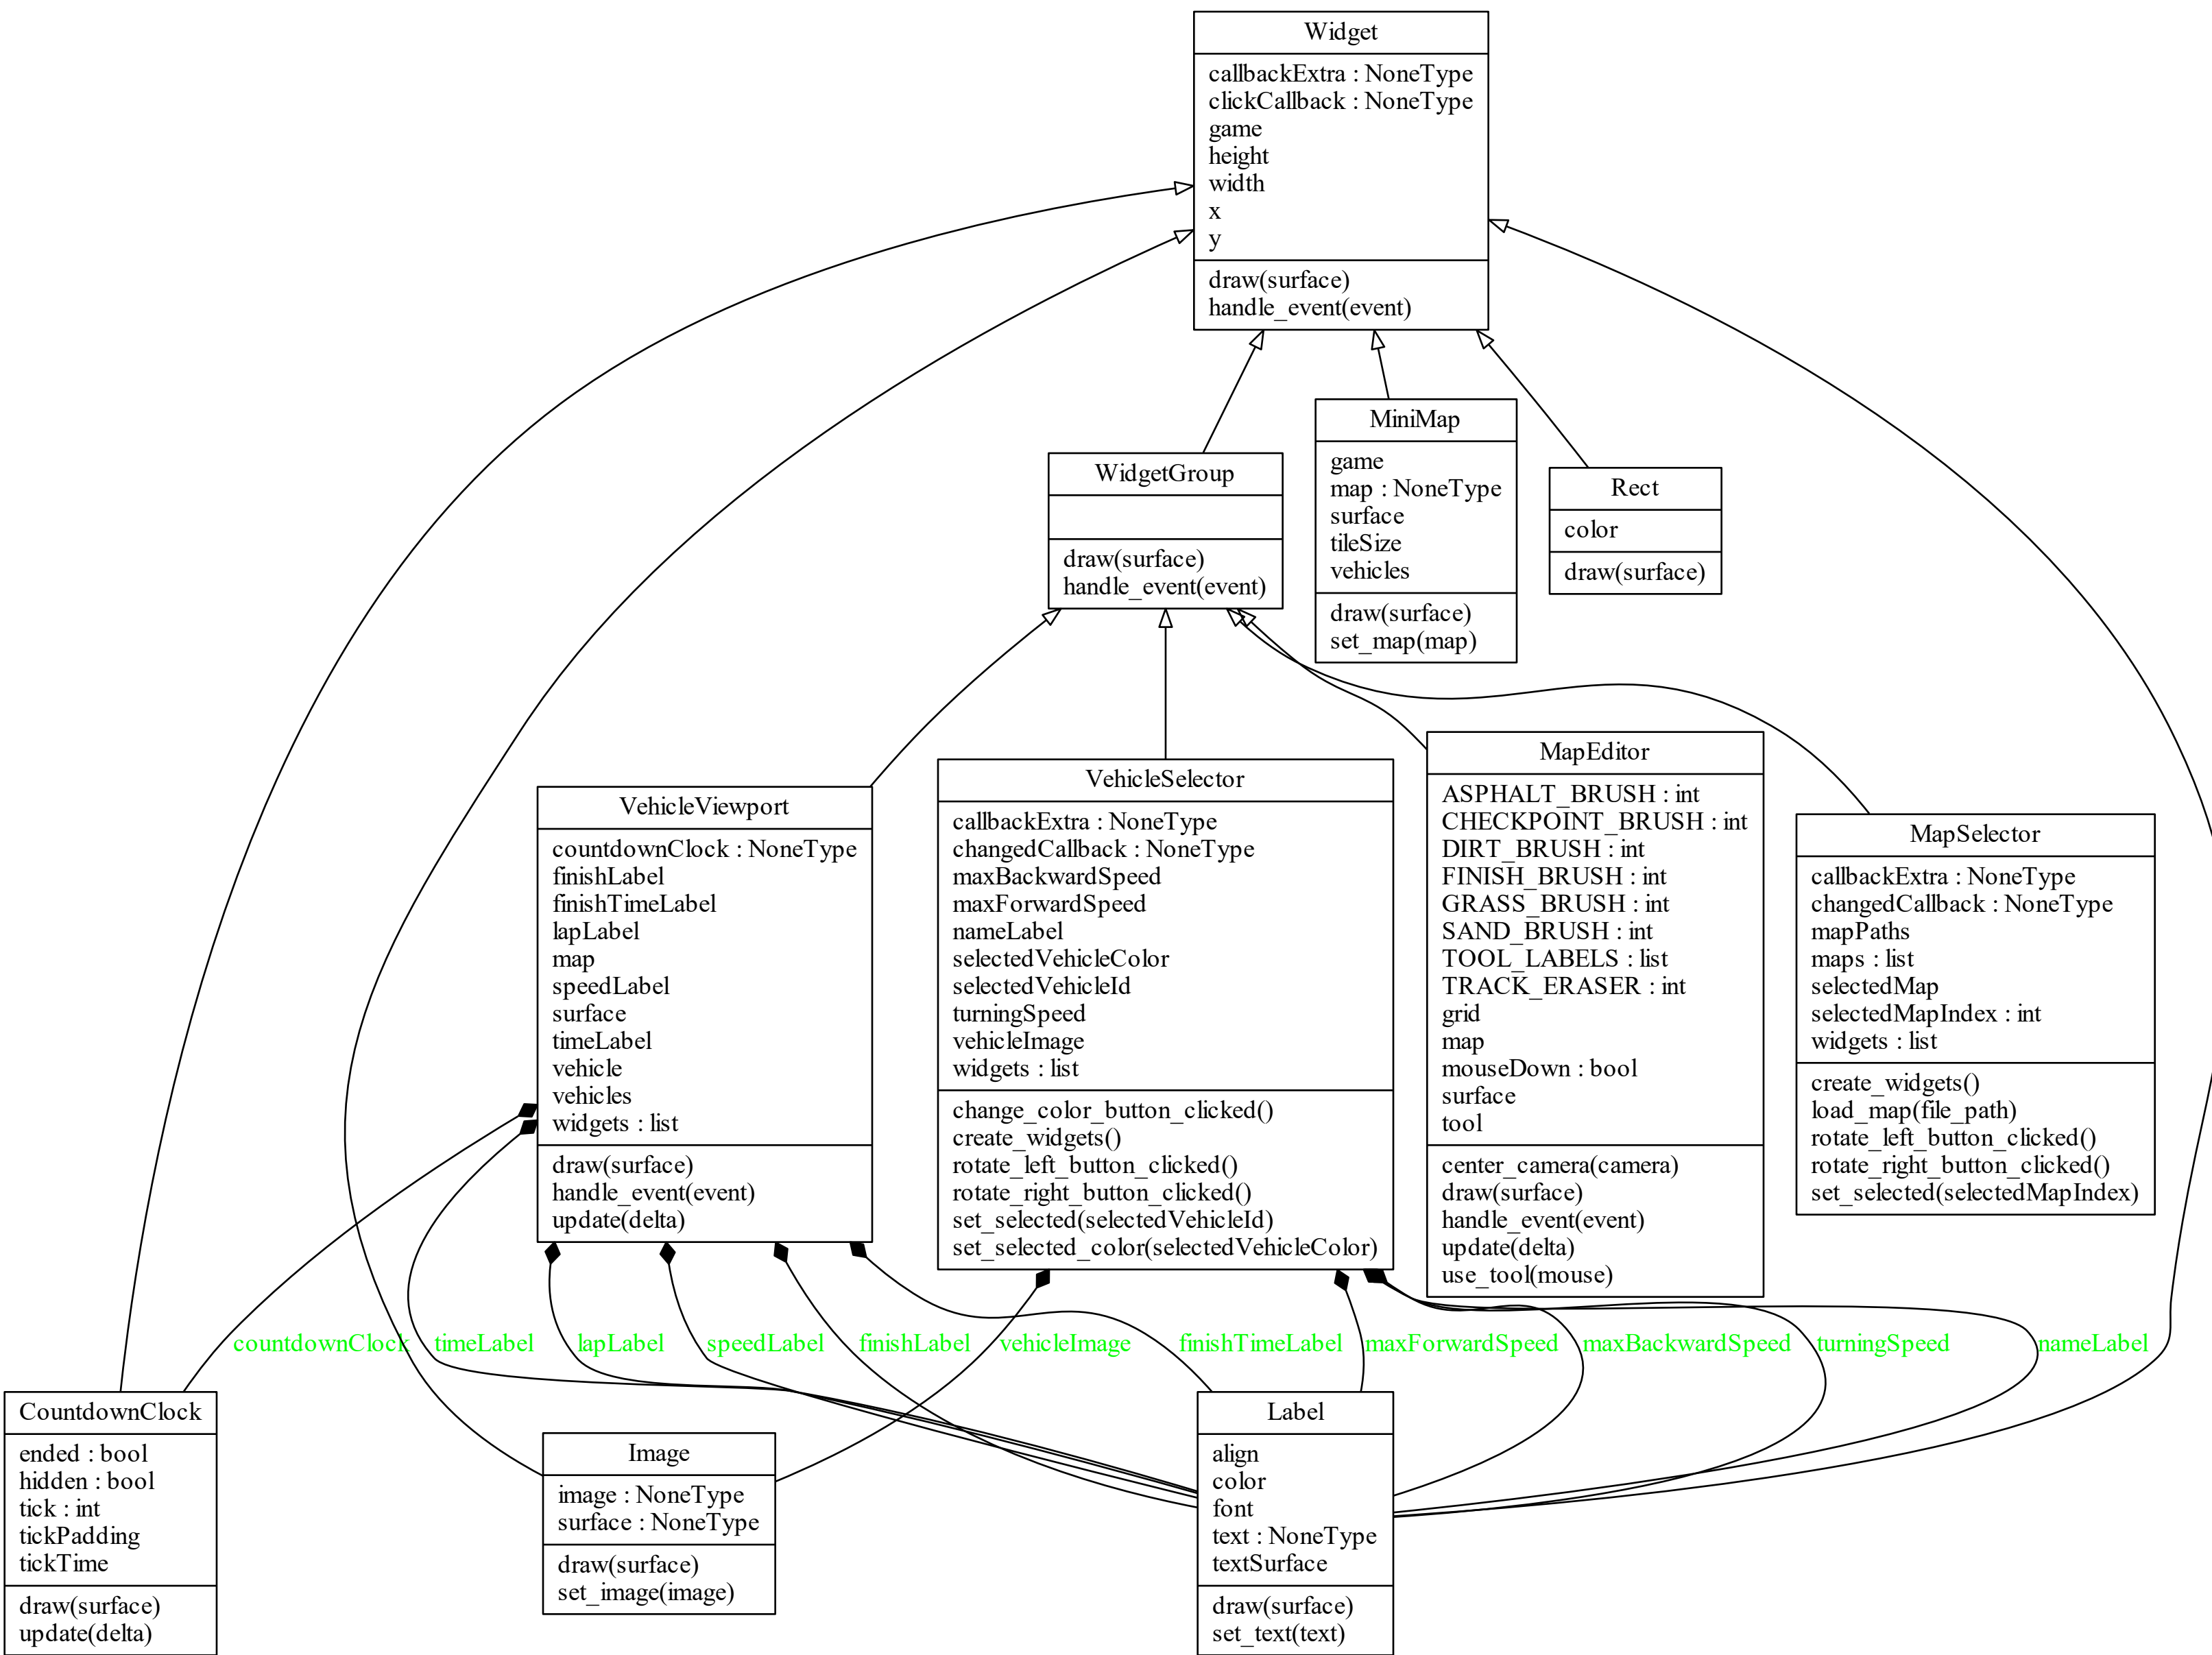 Widget
callbackExtra : NoneType
clickCallback : NoneType
game
height
width
x
y
draw(surface)
handle_event(event)
WidgetGroup
draw(surface)
handle_event(event)
MiniMap
game
map : NoneType
surface
tileSize
vehicles
draw(surface)
set_map(map)
Rect
color
draw(surface)
VehicleViewport
countdownClock : NoneType
finishLabel
finishTimeLabel
lapLabel
map
speedLabel
surface
timeLabel
vehicle
vehicles
widgets : list
draw(surface)
handle_event(event)
update(delta)
VehicleSelector
callbackExtra : NoneType
changedCallback : NoneType
maxBackwardSpeed
maxForwardSpeed
nameLabel
selectedVehicleColor
selectedVehicleId
turningSpeed
vehicleImage
widgets : list
change_color_button_clicked()
create_widgets()
rotate_left_button_clicked()
rotate_right_button_clicked()
set_selected(selectedVehicleId)
set_selected_color(selectedVehicleColor)
MapEditor
ASPHALT_BRUSH : int
CHECKPOINT_BRUSH : int
DIRT_BRUSH : int
FINISH_BRUSH : int
GRASS_BRUSH : int
SAND_BRUSH : int
TOOL_LABELS : list
TRACK_ERASER : int
grid
map
mouseDown : bool
surface
tool
center_camera(camera)
draw(surface)
handle_event(event)
update(delta)
use_tool(mouse)
MapSelector
callbackExtra : NoneType
changedCallback : NoneType
mapPaths
maps : list
selectedMap
selectedMapIndex : int
widgets : list
create_widgets()
load_map(file_path)
rotate_left_button_clicked()
rotate_right_button_clicked()
set_selected(selectedMapIndex)
countdownClock
timeLabel
lapLabel
speedLabel
finishLabel
vehicleImage
finishTimeLabel
maxForwardSpeed
maxBackwardSpeed
turningSpeed
nameLabel
CountdownClock
ended : bool
hidden : bool
tick : int
tickPadding
tickTime
draw(surface)
update(delta)
Image
image : NoneType
surface : NoneType
draw(surface)
set_image(image)
Label
align
color
font
text : NoneType
textSurface
draw(surface)
set_text(text)